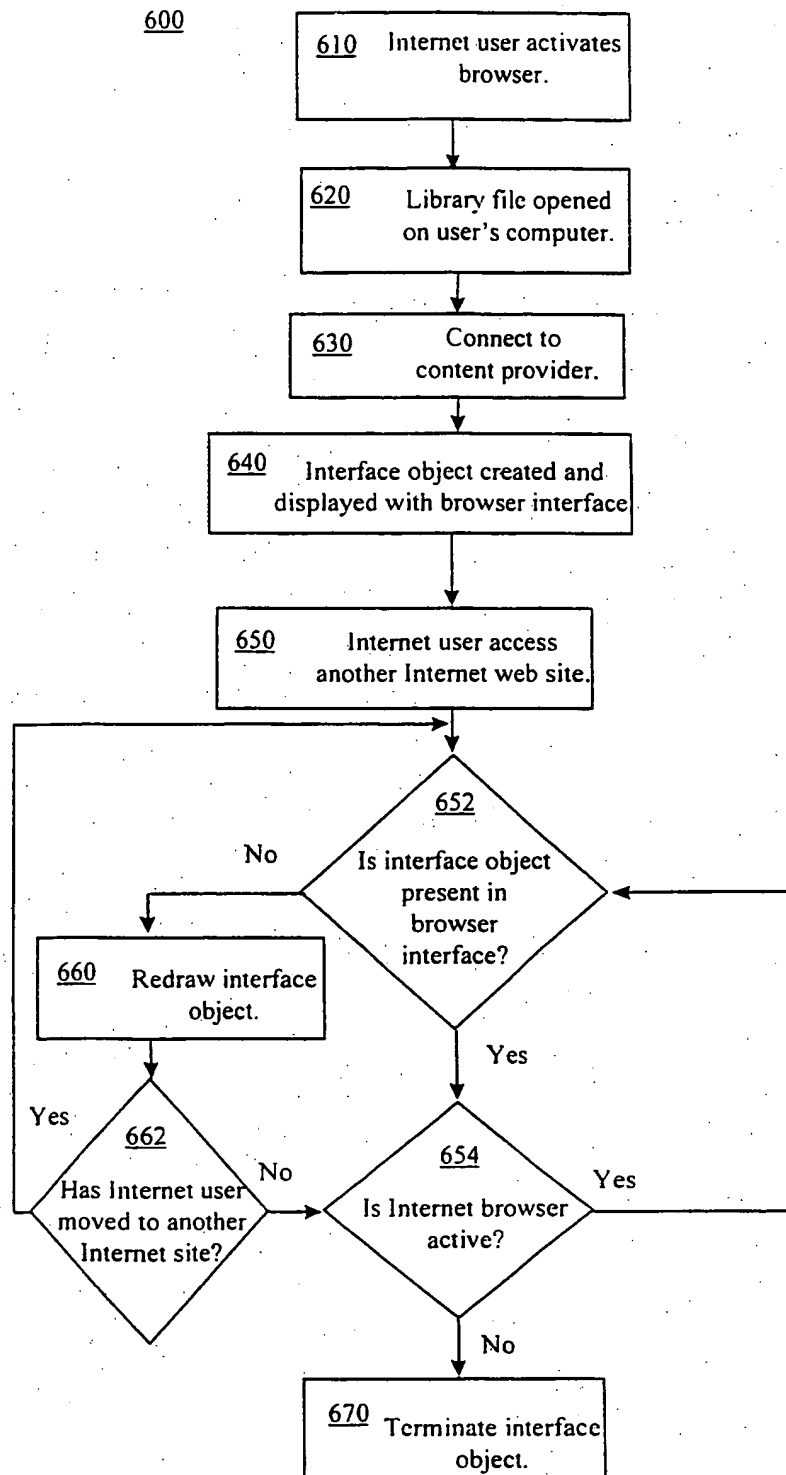 600
610 Internet user activates
browser.
620 Library file opened
on user's computer.
630 Connect to
content provider.
640 Interface object created and
displayed with browser interface
650 Internet user access
another Internet web site.
652
Is interface object
present in
browser
interface?
No
Yes
660 Redraw interface
object.
Yes
662
Has Internet user
moved to another
Internet site?
No
654
Is Internet browser
active?
Yes
No
670 Terminate interface
object.